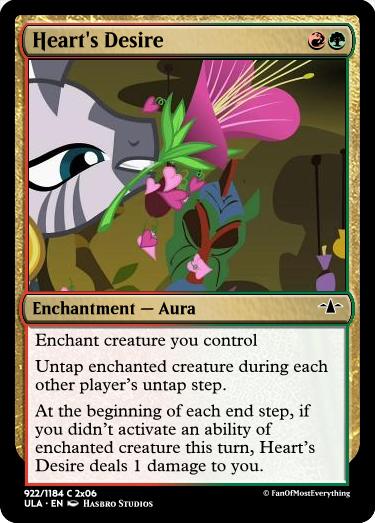 Heart's Desire
Enchantment — Aura
Enchant creature you control
Untap enchanted creature during each
other player's untap step.
At the beginning of each end step, if
you didn't activate an ability of
enchanted creature this turn, Heart's
Desire deals 1 damage to you.
922/1184 C 2x06
ULA • EN Hasbro Studios
© FanOfMostEverything